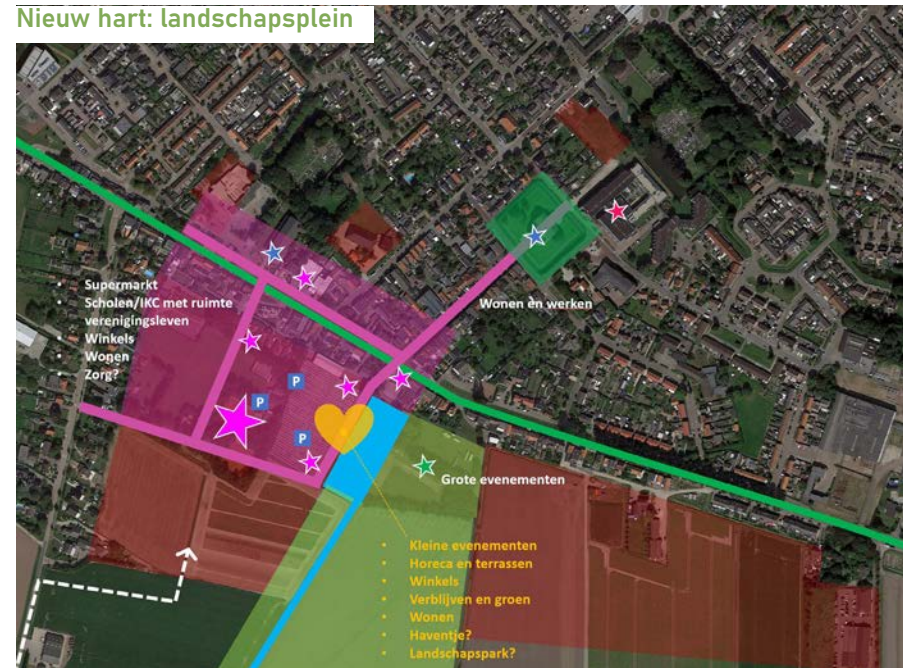 Nieuw hart: landschapsplein
• Supermarkt
• Scholen/IKC met ruimte
verenigingsleven
• Winkels
• Wonen
• Zorg?
Wonen en werken
P
P
P
Grote evenementen
• Kleine evenementen
• Horeca en terrassen
• Winkels
• Verblijven en groen
• Wonen
• Haventje?
• Landschapspark?